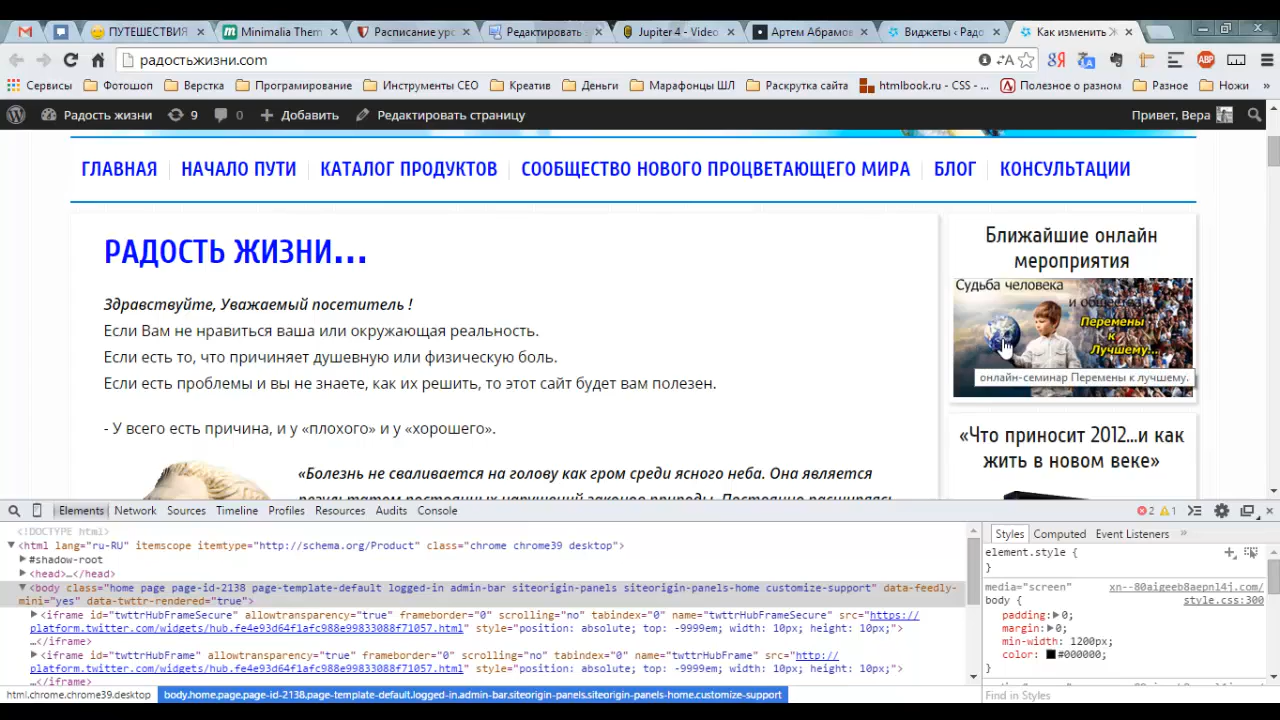 ПУТЕШЕСТВИЯ
Minimalia Them
Расписание уро
Редактировать
Jupiter 4 - Video
Артем Абрамов
Виджеты ‹ Радо
Как изменить
радостьжизни.com
Сервисы
Фотошоп
Верстка
Программирование
Инструменты СЕО
Креатив
Деньги
Марафонцы ШЛ
Раскрутка сайта
htmlbook.ru - CSS - ...
Полезное о разном
Разное
Ножи
»
Радость жизни
9
0
Добавить
Редактировать страницу
Привет, Вера
ГЛАВНАЯ
НАЧАЛО ПУТИ
КАТАЛОГ ПРОДУКТОВ
СООБЩЕСТВО НОВОГО ПРОЦВЕТАЮЩЕГО МИРА
БЛОГ
КОНСУЛЬТАЦИИ
РАДОСТЬ ЖИЗНИ...
Здравствуйте, Уважаемый посетитель !
Если Вам не нравиться ваша или окружающая реальность.
Если есть то, что причиняет душевную или физическую боль.
Если есть проблемы и вы не знаете, как их решить, то этот сайт будет вам полезен.
- У всего есть причина, и у «плохого» и у «хорошего».
«Болезнь не сваливается на голову как гром среди ясного неба. Она является
результатом постоянных нарушений законов природы. Постоянно расширяясь
Ближайшие онлайн
мероприятия
Судьба человека
и общества
Перемены
к
Лучшему...
онлайн-семинар Перемены к лучшему.
«Что приносит 2012...и как
жить в новом веке»
Elements
Network
Sources
Timeline
Profiles
Resources
Audits
Console
2
1
<!DOCTYPE html>
<html lang="ru-RU" itemscope itemtype="http://schema.org/Product" class="chrome chrome39 desktop">
#shadow-root
<head>…</head>
<body class="home page page-id-2138 page-template-default logged-in admin-bar siteorigin-panels siteorigin-panels-home customize-support" data-feedly-
mini="yes" data-twttr-rendered="true">
<iframe id="twttrHubFrameSecure" allowtransparency="true" frameborder="0" scrolling="no" tabindex="0" name="twttrHubFrameSecure" src="https://
platform.twitter.com/widgets/hub.fe4e93d64f1afc988e99833088f71057.html" style="position: absolute; top: -9999em; width: 10px; height: 10px;">
…</iframe>
<iframe id="twttrHubFrame" allowtransparency="true" frameborder="0" scrolling="no" tabindex="0" name="twttrHubFrame" src="http://
platform.twitter.com/widgets/hub.fe4e93d64f1afc988e99833088f71057.html" style="position: absolute; top: -9999em; width: 10px; height: 10px;">
…</iframe>
html.chrome.chrome39.desktop
body.home.page.page-id-2138.page-template-default.logged-in.admin-bar.siteorigin-panels.siteorigin-panels-home.customize-support
Styles
Computed
Event Listeners
»
element.style {
}
media="screen"
xn--80aigeeb8aepnl4j.com/
body {
style.css:300
padding: 0;
margin: 0;
min-width: 1200px;
color: #000000;
}
Find in Styles